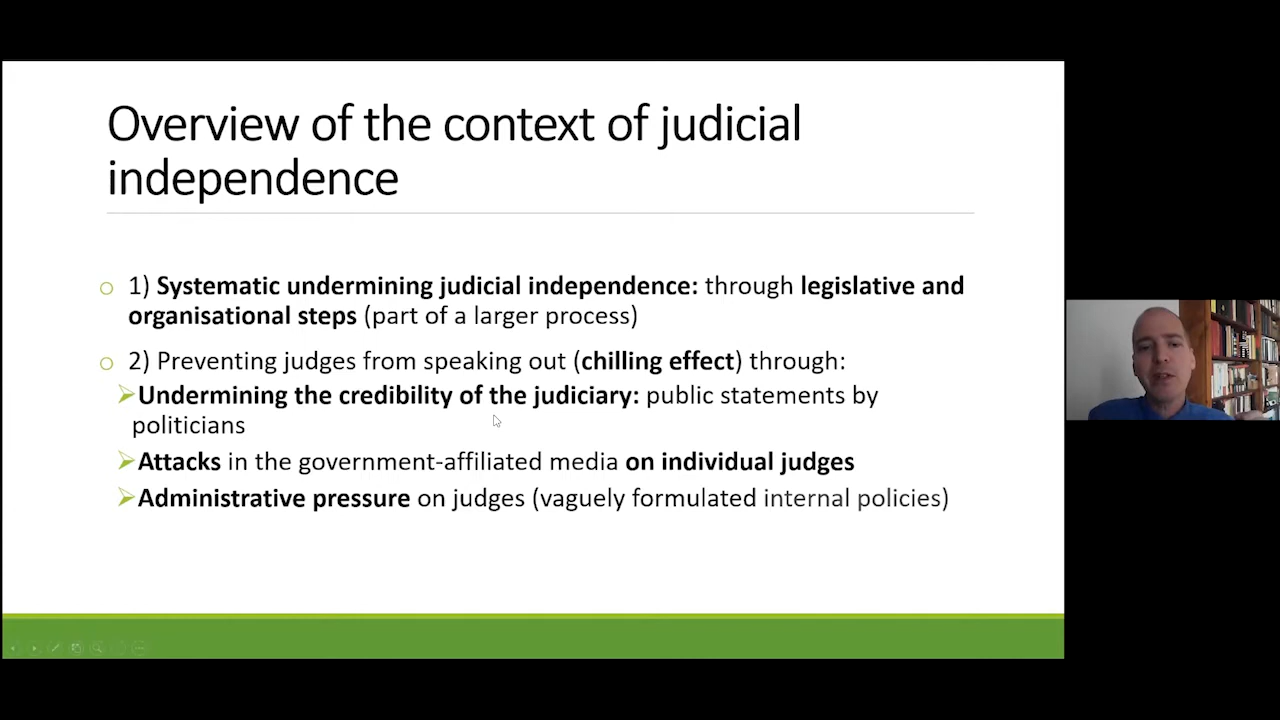 Overview of the context of judicial
independence
1) Systematic undermining judicial independence: through legislative and
organisational steps (part of a larger process)
2) Preventing judges from speaking out (chilling effect) through:
Undermining the credibility of the judiciary: public statements by
politicians
Attacks in the government-affiliated media on individual judges
Administrative pressure on judges (vaguely formulated internal policies)